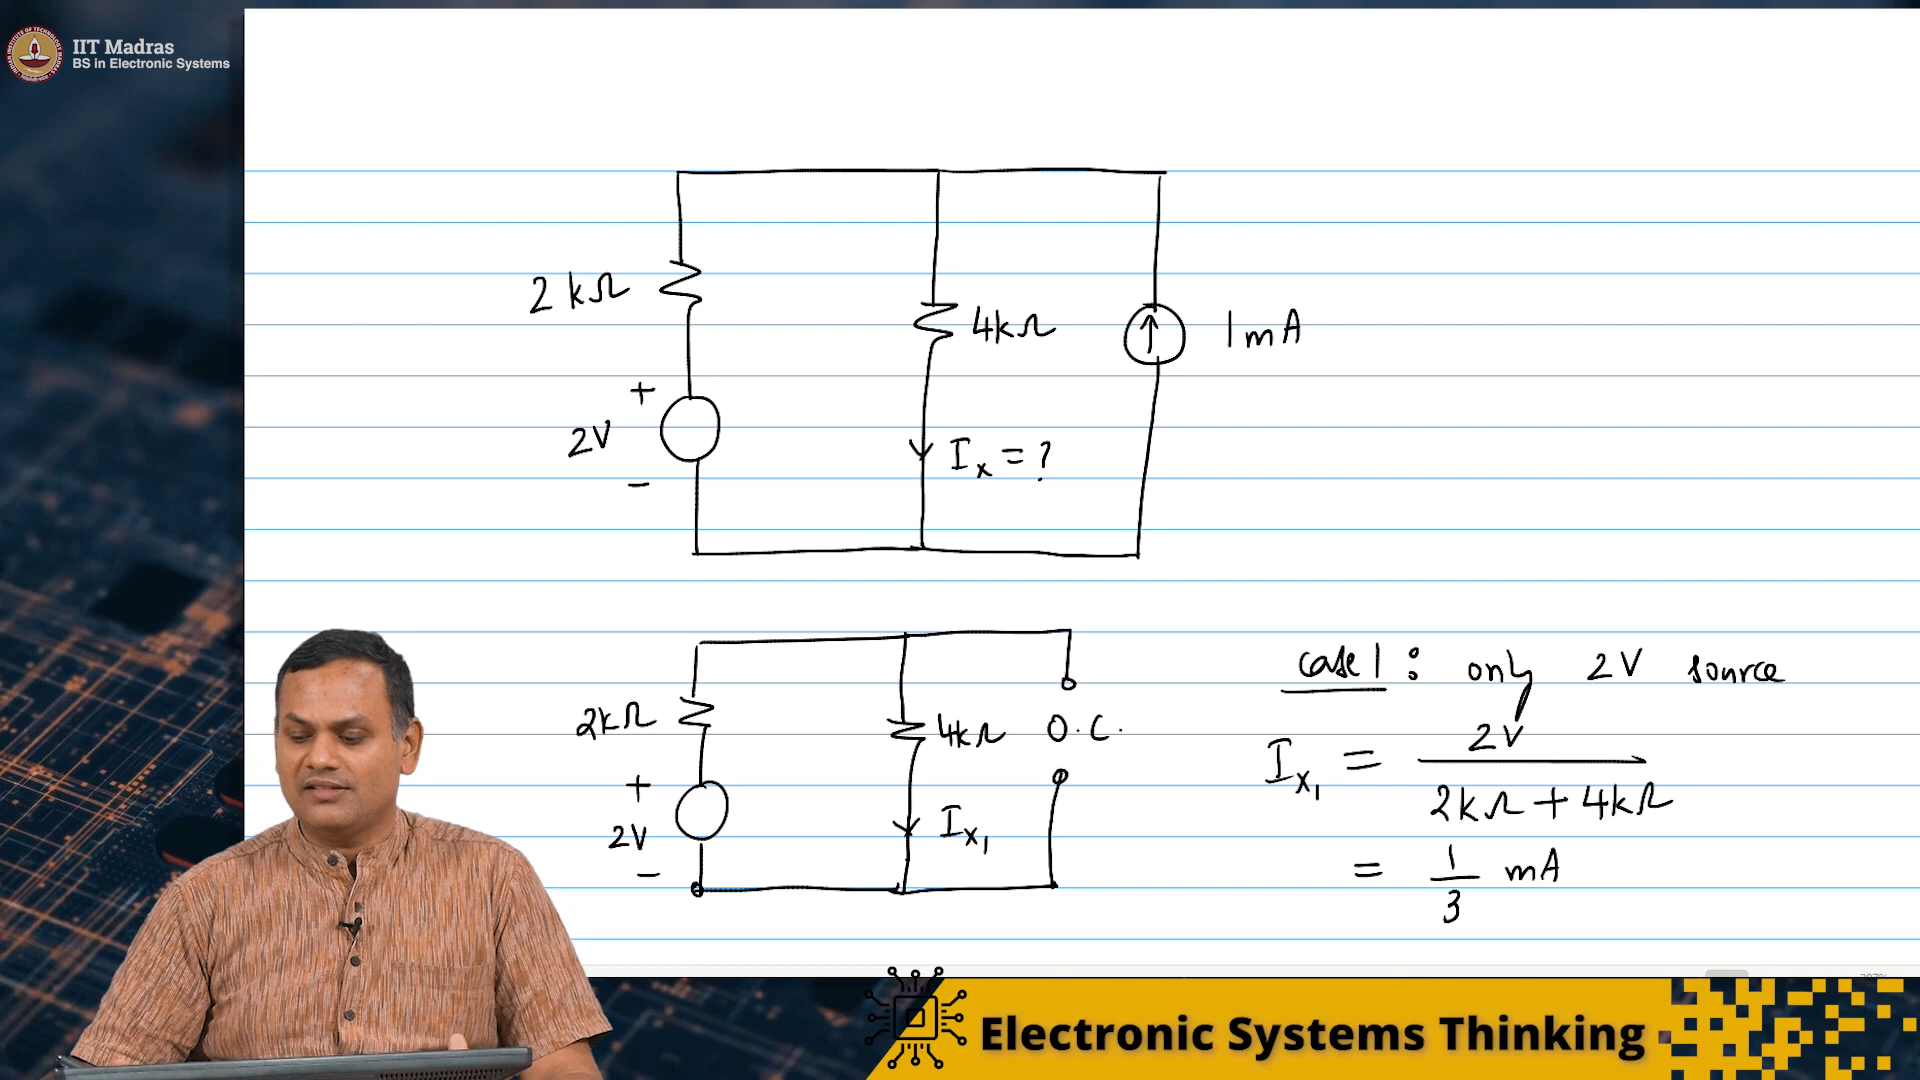 IIT Madras
BS in Electronic Systems
2 kΩ
4kΩ
1mA
+
2V
-
Iₓ = ?
case 1 : only 2V source
2kΩ
4kΩ
O.C.
Iₓ₁ = 2V / 2kΩ + 4kΩ
+
2V
-
Iₓ₁
= 1/3 mA
Electronic Systems Thinking